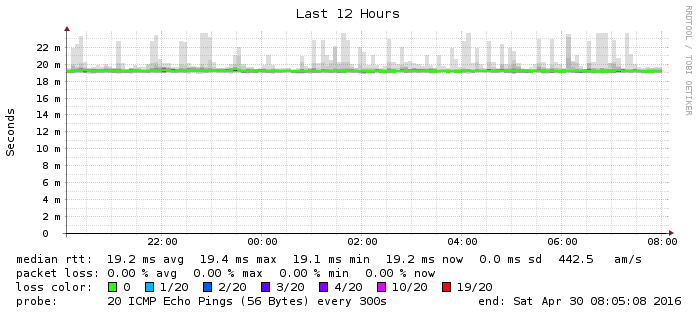 Last 12 Hours
RRDTOOL / TOBI OETIKER
Seconds
22 m
20 m
18 m
16 m
14 m
12 m
10 m
8 m
6 m
4 m
2 m
0
22:00 00:00 02:00 04:00 06:00 08:00
median rtt: 19.2 ms avg 19.4 ms max 19.1 ms min 19.2 ms now 0.0 ms sd 442.5 am/s
packet loss: 0.00 % avg 0.00 % max 0.00 % min 0.00 % now
loss color: 0 1/20 2/20 3/20 4/20 10/20 19/20
probe: 20 ICMP Echo Pings (56 Bytes) every 300s end: Sat Apr 30 08:05:08 2016